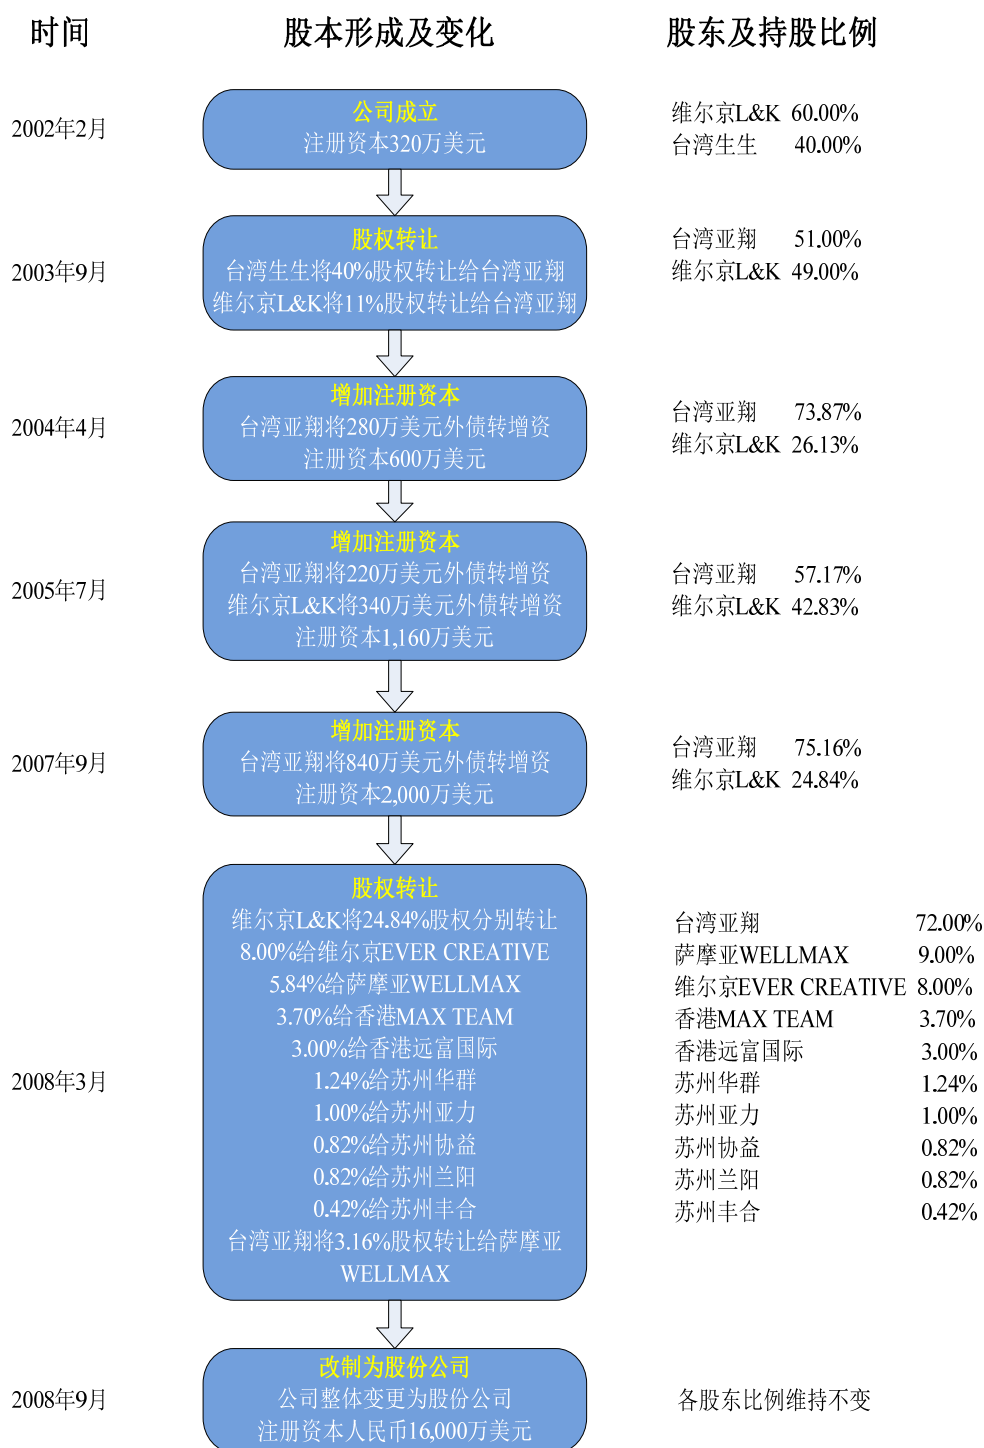 时间 股本形成及变化 股东及持股比例
2002年2月
公司成立
注册资本320万美元
维尔京L&K 60.00%
台湾生生 40.00%
2003年9月
股权转让
台湾生生将40%股权转让给台湾亚翔
维尔京L&K将11%股权转让给台湾亚翔
台湾亚翔 51.00%
维尔京L&K 49.00%
2004年4月
增加注册资本
台湾亚翔将280万美元外债转增资
注册资本600万美元
台湾亚翔 73.87%
维尔京L&K 26.13%
2005年7月
增加注册资本
台湾亚翔将220万美元外债转增资
维尔京L&K将340万美元外债转增资
注册资本1,160万美元
台湾亚翔 57.17%
维尔京L&K 42.83%
2007年9月
增加注册资本
台湾亚翔将840万美元外债转增资
注册资本2,000万美元
台湾亚翔 75.16%
维尔京L&K 24.84%
2008年3月
股权转让
维尔京L&K将24.84%股权分别转让
8.00%给维尔京EVER CREATIVE
5.84%给萨摩亚WELLMAX
3.70%给香港MAX TEAM
3.00%给香港远富国际
1.24%给苏州华群
1.00%给苏州亚力
0.82%给苏州协益
0.82%给苏州兰阳
0.42%给苏州丰合
台湾亚翔将3.16%股权转让给萨摩亚
WELLMAX
台湾亚翔 72.00%
萨摩亚WELLMAX 9.00%
维尔京EVER CREATIVE 8.00%
香港MAX TEAM 3.70%
香港远富国际 3.00%
苏州华群 1.24%
苏州亚力 1.00%
苏州协益 0.82%
苏州兰阳 0.82%
苏州丰合 0.42%
2008年9月
改制为股份公司
公司整体变更为股份公司
注册资本人民币16,000万美元
各股东比例维持不变